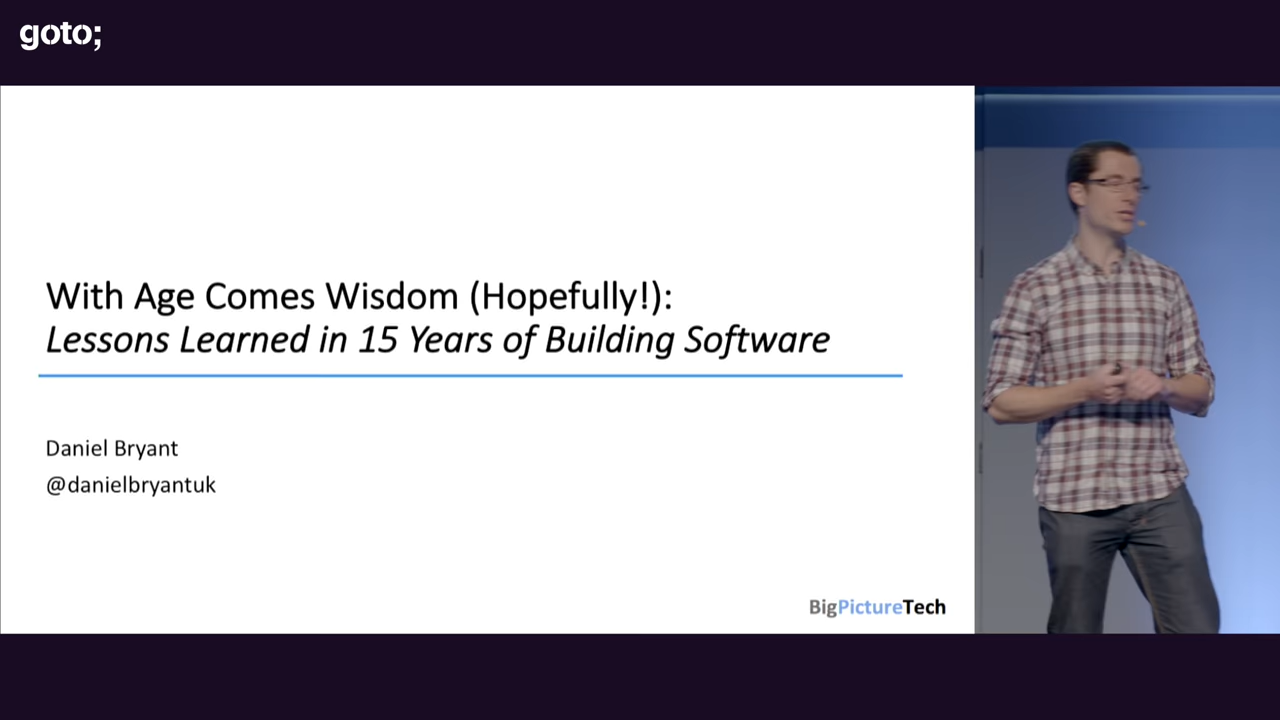 goto;
With Age Comes Wisdom (Hopefully!):
Lessons Learned in 15 Years of Building Software
Daniel Bryant
@danielbryantuk
BigPictureTech